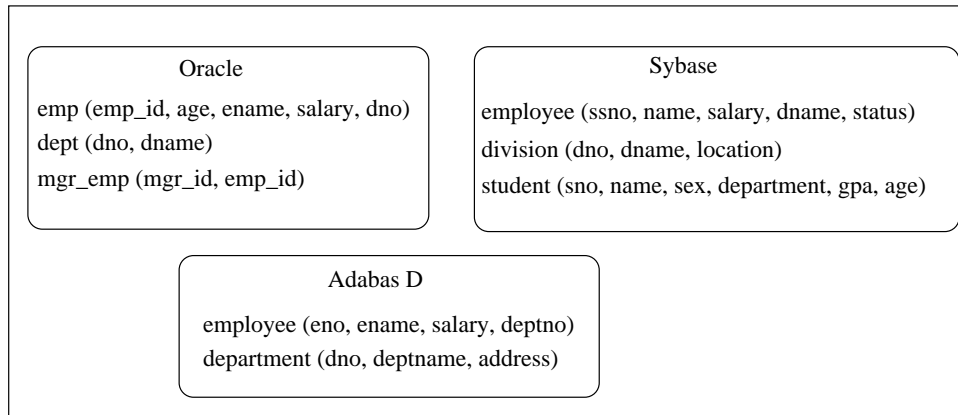 Oracle
emp (emp_id, age, ename, salary, dno)
dept (dno, dname)
mgr_emp (mgr_id, emp_id)
Sybase
employee (ssno, name, salary, dname, status)
division (dno, dname, location)
student (sno, name, sex, department, gpa, age)
Adabas D
employee (eno, ename, salary, deptno)
department (dno, deptname, address)